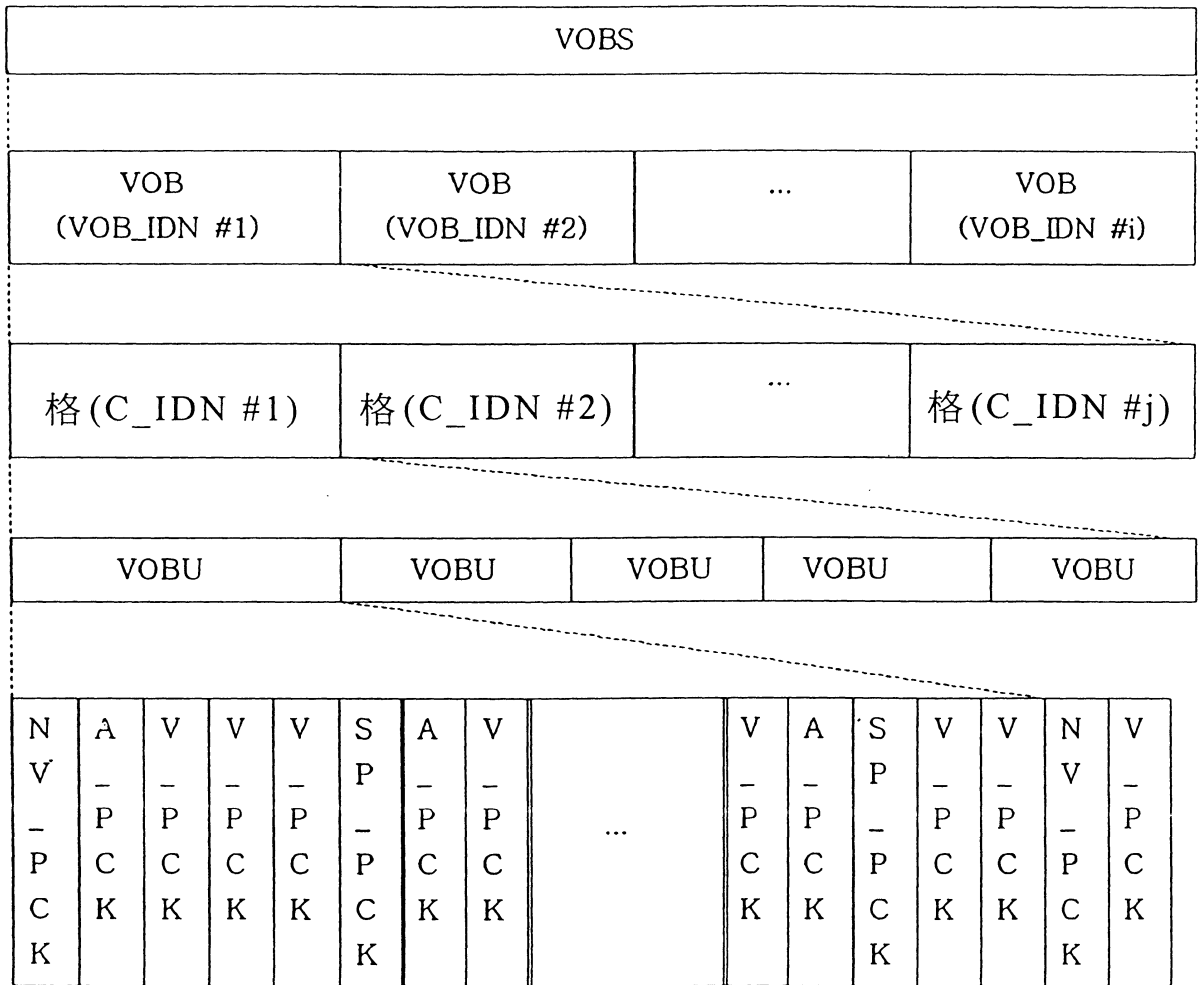 VOBS
VOB VOB ... VOB
(VOB_IDN #1) (VOB_IDN #2) (VOB_IDN #i)
格(C_IDN #1) 格(C_IDN #2) ... 格(C_IDN #j)
VOBU VOBU VOBU VOBU VOBU
NV_PCK A_PCK V_PCK V_PCK V_PCK SP_PCK A_PCK V_PCK ... V_PCK A_PCK SP_PCK V_PCK V_PCK NV_PCK V_PCK